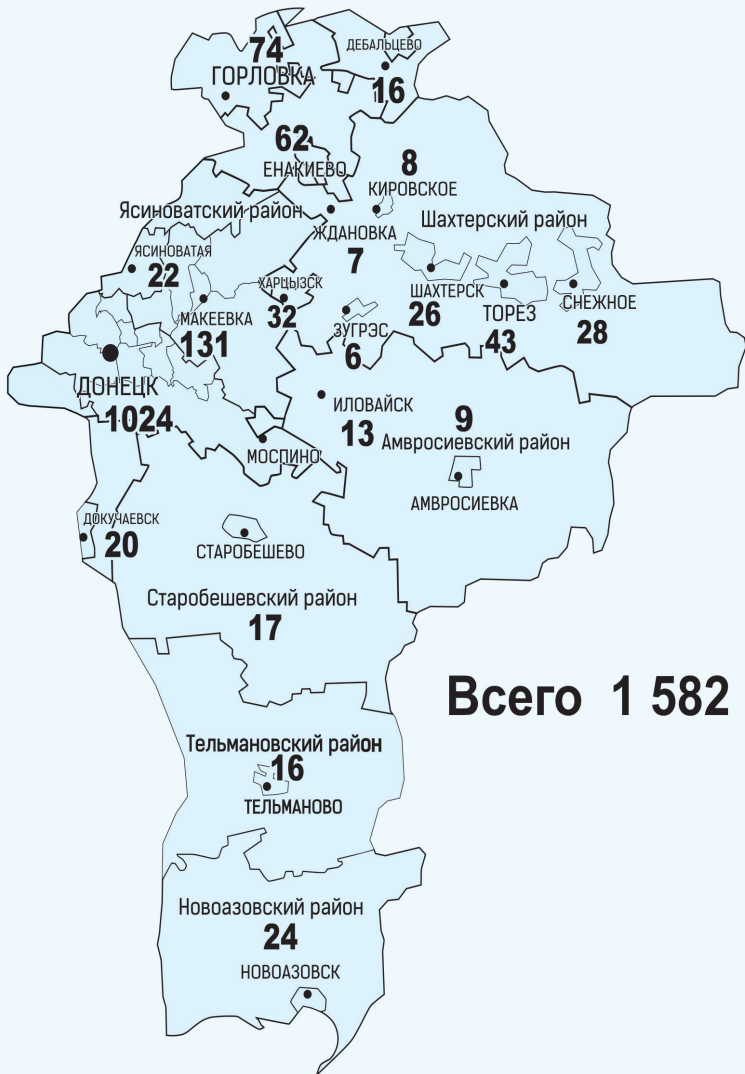 74
ГОРЛОВКА
ДЕБАЛЬЦЕВО
16
62
ЕНАКИЕВО
8
КИРОВСКОЕ
Ясиноватский район
ЖДАНОВКА
7
Шахтерский район
ЯСИНОВАТАЯ
22
ХАРЦЫЗСК
32
МАКЕЕВКА
131
ЗУГРЭС
6
ШАХТЕРСК
26
ТОРЕЗ
43
СНЕЖНОЕ
28
ДОНЕЦК
1024
ИЛОВАЙСК
13
9
Амвросиевский район
МОСПИНО
АМВРОСИЕВКА
ДОКУЧАЕВСК
20
СТАРОБЕШЕВО
Старобешевский район
17
Всего 1 582
Тельмановский район
16
ТЕЛЬМАНОВО
Новоазовский район
24
НОВОАЗОВСК